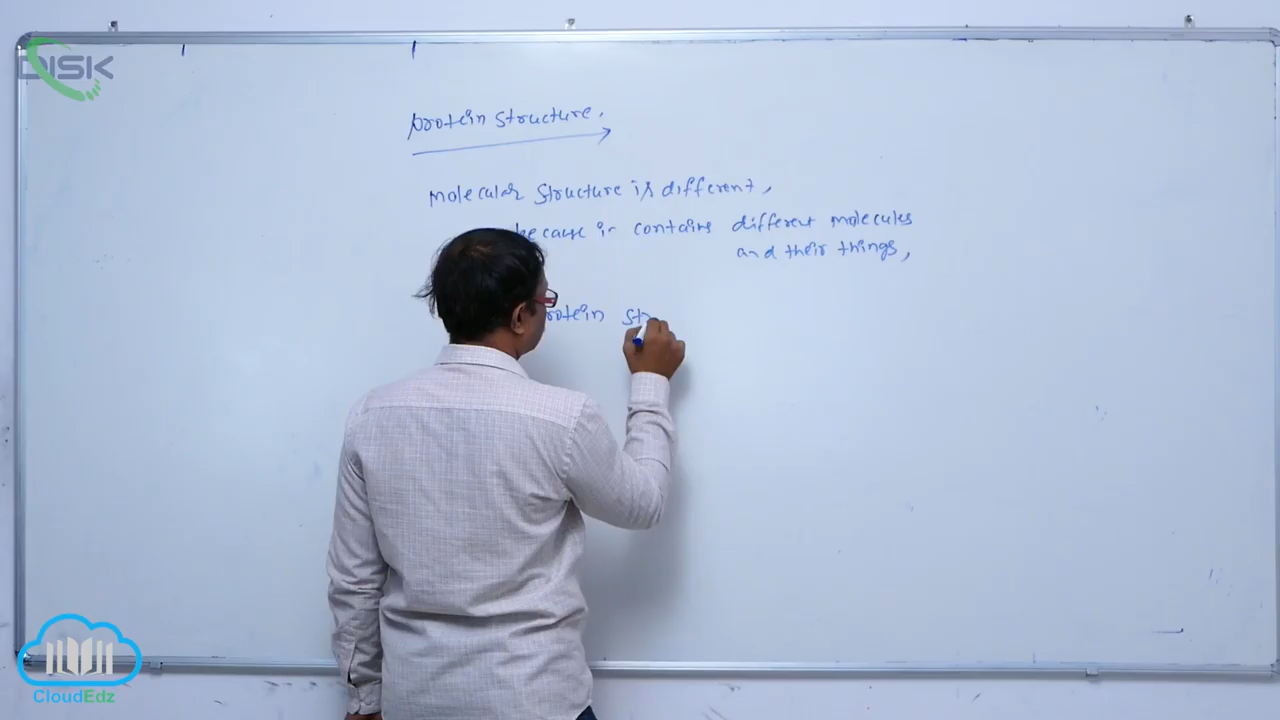 DISK
protein structure.
molecular structure is different,
because it contains different molecules
and their things,
protein st
CloudEdz